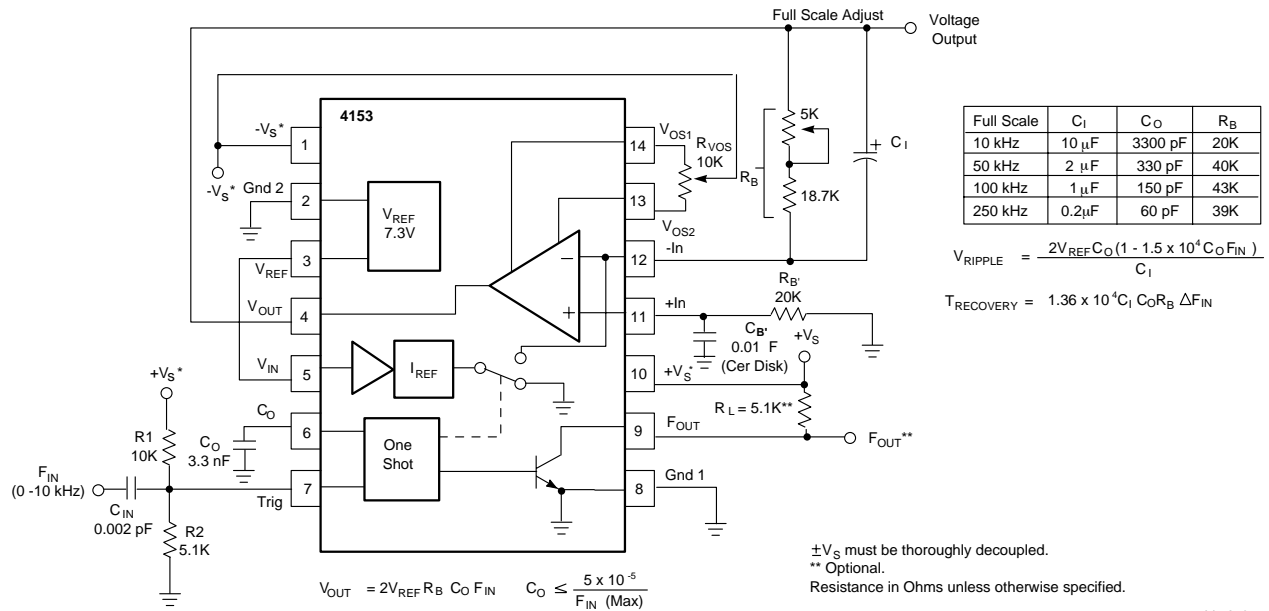 Full Scale Adjust
Voltage
Output
4153
-VS*
1
-VS*
Gnd 2
2
VREF
7.3V
3
VREF
VOUT
4
VIN
5
IREF
+VS*
CO
6
CO
3.3 nF
One
Shot
R1
10K
FIN
(0 -10 kHz)
7
Trig
CIN
0.002 pF
R2
5.1K
VOS1
14
RVOS
10K
13
VOS2
-In
12
+In
11
RB
5K
18.7K
CI
+
RB'
20K
CB'
0.01 F
(Cer Disk)
+VS
+VS*
10
RL = 5.1K**
FOUT
9
FOUT**
Gnd 1
8
−
+
Full Scale CI CO RB
10 kHz 10 µF 3300 pF 20K
50 kHz 2 µF 330 pF 40K
100 kHz 1 µF 150 pF 43K
250 kHz 0.2µF 60 pF 39K
VRIPPLE = 2VREFCO(1 - 1.5 x 10⁴ COFIN) / CI
TRECOVERY = 1.36 x 10⁴CI CORB ΔFIN
VOUT = 2VREF RB CO FIN
CO ≤ 5 x 10⁻⁵ / FIN (Max)
±VS must be thoroughly decoupled.
** Optional.
Resistance in Ohms unless otherwise specified.